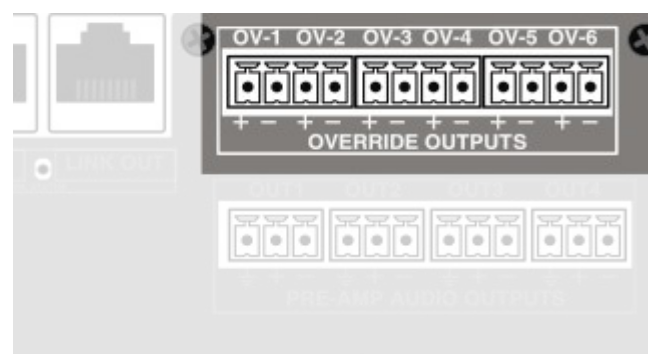 OV-1 OV-2 OV-3 OV-4 OV-5 OV-6
+ − + − + − + − + − + −
OVERRIDE OUTPUTS
LINK OUT
OUT1 OUT2 OUT3 OUT4
PRE-AMP AUDIO OUTPUTS